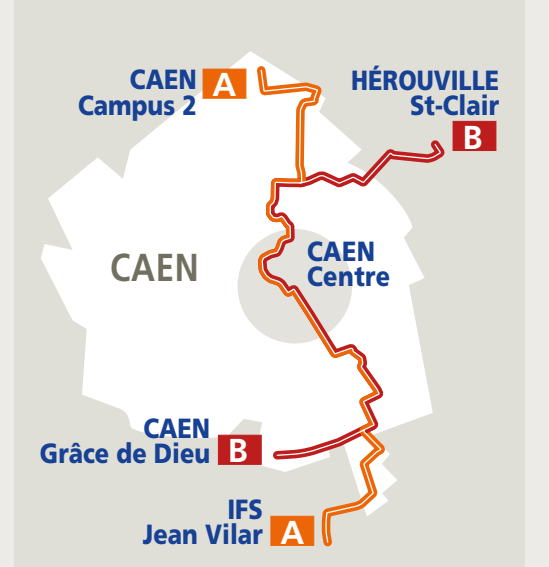 CAEN
Campus 2
A
HÉROUVILLE
St-Clair
B
CAEN
CAEN
Centre
CAEN
Grâce de Dieu B
IFS
Jean Vilar A